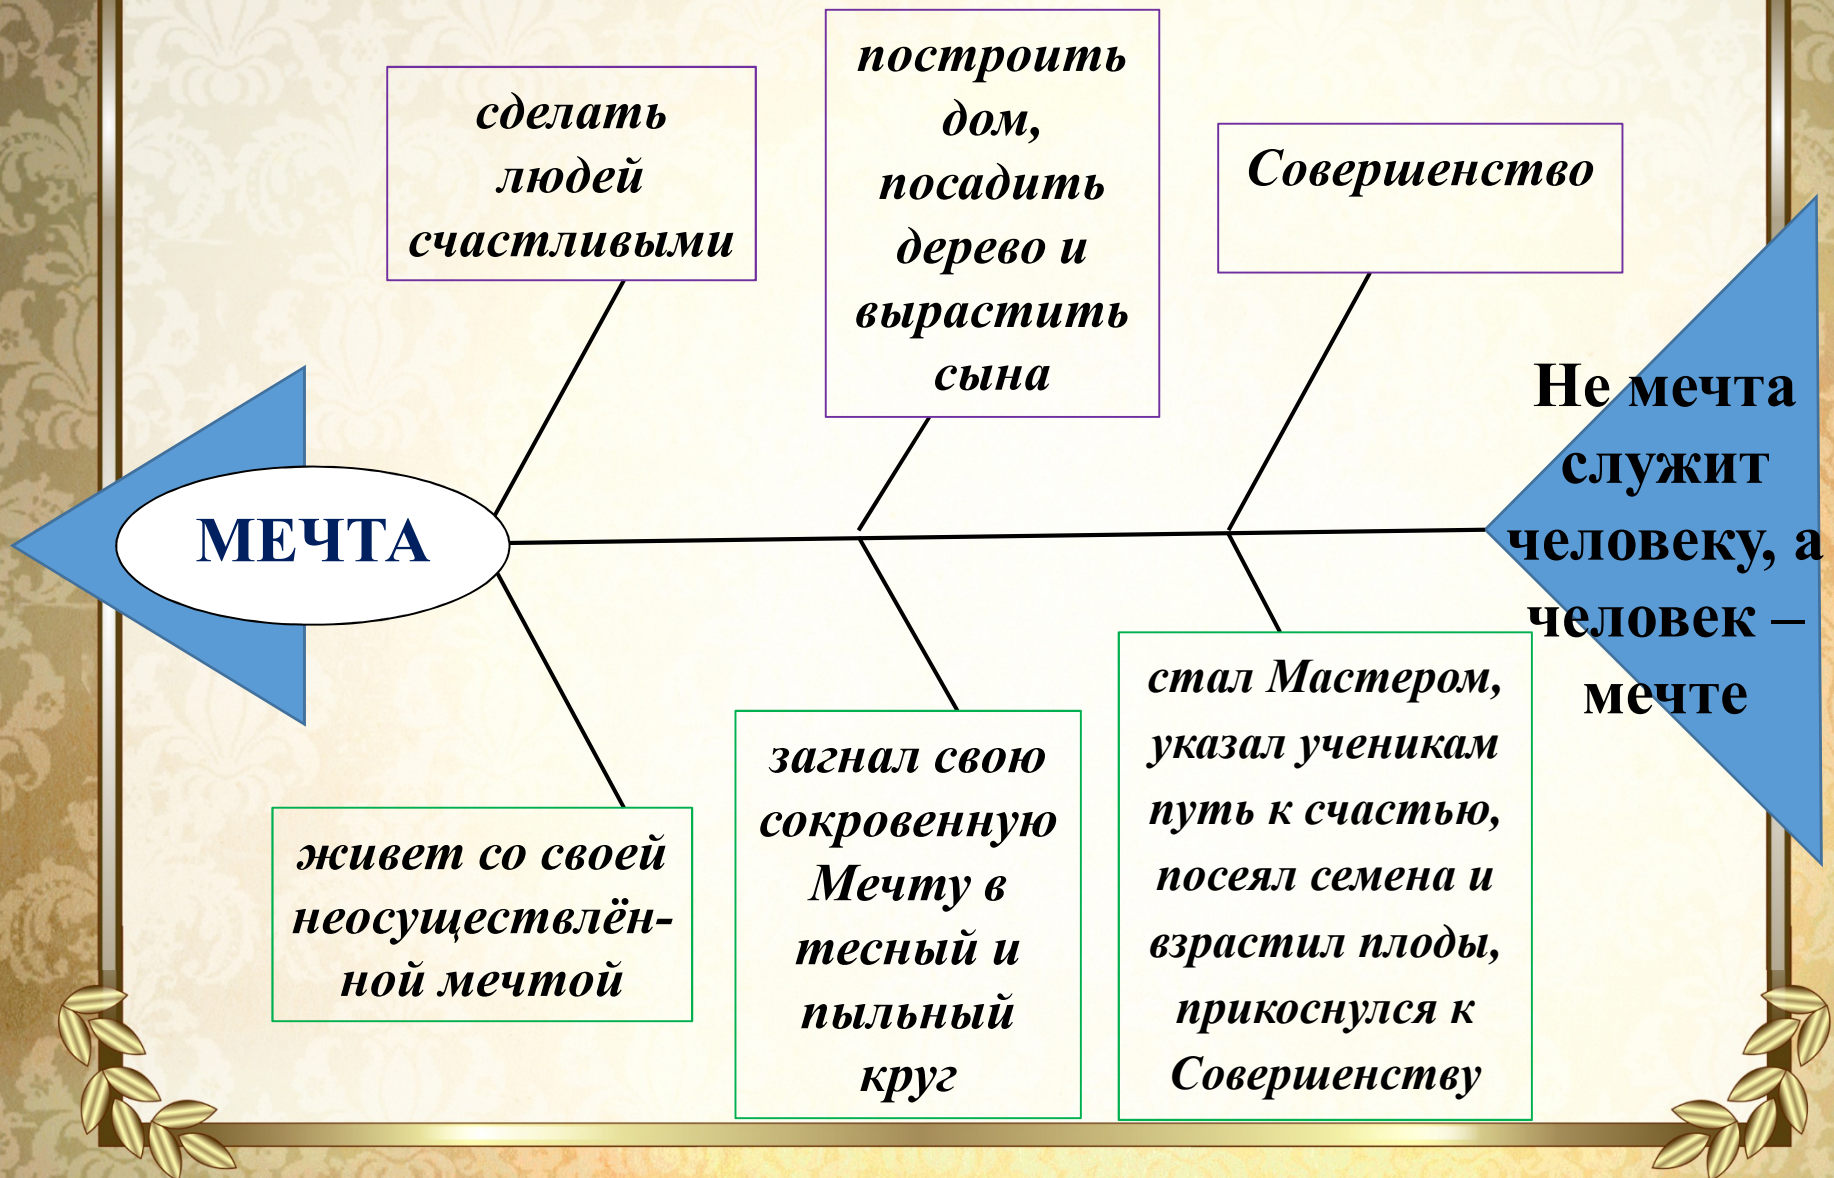 сделать
людей
счастливыми
построить
дом,
посадить
дерево и
вырастить
сына
Совершенство
МЕЧТА
Не мечта
служит
человеку, а
человек –
мечте
живет со своей
неосуществлён-
ной мечтой
загнал свою
сокровенную
Мечту в
тесный и
пыльный
круг
стал Мастером,
указал ученикам
путь к счастью,
посеял семена и
взрастил плоды,
прикоснулся к
Совершенству